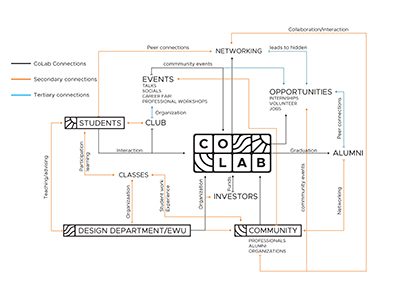 Collaboration/Interaction
Peer connections
NETWORKING
leads to hidden
CoLab Connections
commmunity events
Secondary connections
EVENTS
TALKS
SOCIALS
CAREER FAIR
PROFESSIONAL WORKSHOPS
OPPORTUNITIES
INTERNSHIPS
VOLUNTEER
JOBS
Tertiary connections
Organization
Peer connections
STUDENTS
CLUB
CO
LAB
Interaction
Graduation
ALUMNI
Participation
learning
CLASSES
Teaching/advising
Organization
Student work
Experience
Organization
Funds
INVESTORS
community events
Networking
DESIGN DEPARTMENT/EWU
COMMUNITY
PROFESSIONALS
ALUMNI
ORGANIZATIONS